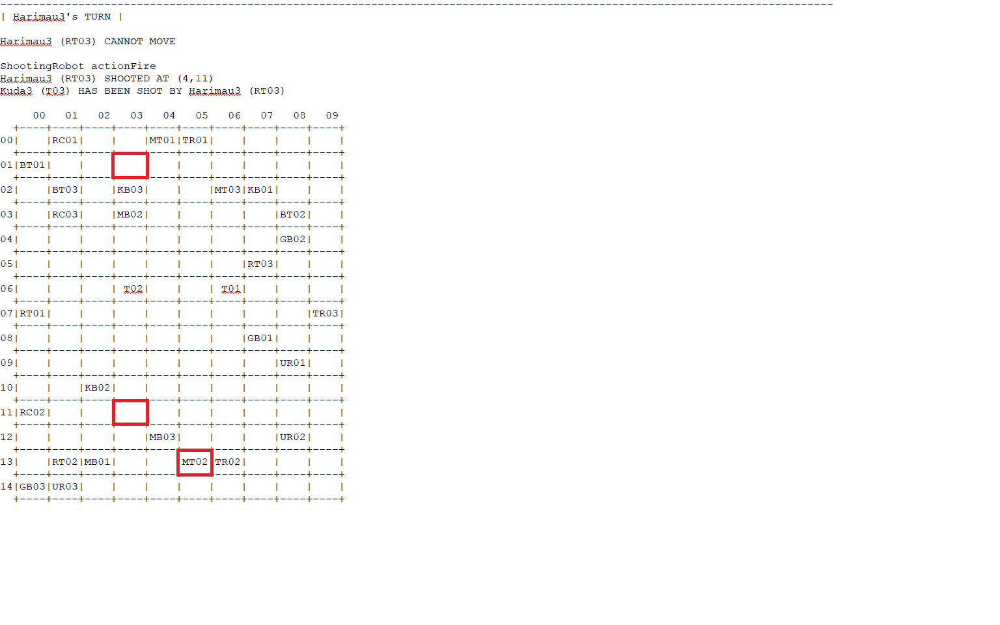 --------------------------------------------------------------------------------------------------------------------------------
| Harimau3's TURN |
Harimau3 (RT03) CANNOT MOVE
ShootingRobot actionFire
Harimau3 (RT03) SHOOTED AT (4,11)
Kuda3 (T03) HAS BEEN SHOT BY Harimau3 (RT03)
     00   01   02   03   04   05   06   07   08   09
  +----+----+----+----+----+----+----+----+----+----+
00|    |RC01|    |    |MT01|TR01|    |    |    |    |
  +----+----+----+----+----+----+----+----+----+----+
01|BT01|    |    |    |    |    |    |    |    |    |
  +----+----+----+----+----+----+----+----+----+----+
02|    |BT03|    |KB03|    |    |MT03|KB01|    |    |
  +----+----+----+----+----+----+----+----+----+----+
03|    |RC03|    |MB02|    |    |    |    |BT02|    |
  +----+----+----+----+----+----+----+----+----+----+
04|    |    |    |    |    |    |    |    |GB02|    |
  +----+----+----+----+----+----+----+----+----+----+
05|    |    |    |    |    |    |    |RT03|    |    |
  +----+----+----+----+----+----+----+----+----+----+
06|    |    |    | T02|    |    | T01|    |    |    |
  +----+----+----+----+----+----+----+----+----+----+
07|RT01|    |    |    |    |    |    |    |    |TR03|
  +----+----+----+----+----+----+----+----+----+----+
08|    |    |    |    |    |    |    |GB01|    |    |
  +----+----+----+----+----+----+----+----+----+----+
09|    |    |    |    |    |    |    |    |UR01|    |
  +----+----+----+----+----+----+----+----+----+----+
10|    |    |KB02|    |    |    |    |    |    |    |
  +----+----+----+----+----+----+----+----+----+----+
11|RC02|    |    |    |    |    |    |    |    |    |
  +----+----+----+----+----+----+----+----+----+----+
12|    |    |    |    |MB03|    |    |    |UR02|    |
  +----+----+----+----+----+----+----+----+----+----+
13|    |RT02|MB01|    |    |MT02|TR02|    |    |    |
  +----+----+----+----+----+----+----+----+----+----+
14|GB03|UR03|    |    |    |    |    |    |    |    |
  +----+----+----+----+----+----+----+----+----+----+